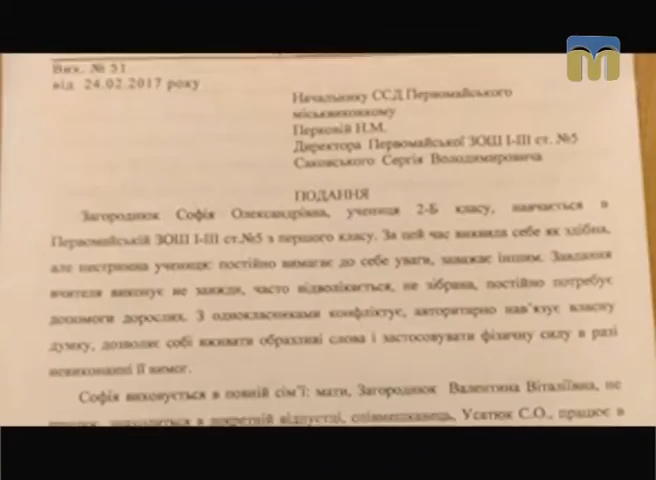 Вих. № 51
від 24.02.2017 року
Начальнику ССД Первомайського
міськвиконкому
Перковій Н.М.
Директора Первомайської ЗОШ І-ІІІ ст. №5
Саковського Сергія Володимировича
ПОДАННЯ
Загороднюк Софія Олександрівна, учениця 2-Б класу, навчається в
Первомайській ЗОШ І-ІІІ ст.№5 з першого класу. За цей час виявила себе як здібна,
але нестримна учениця: постійно вимагає до себе уваги, заважає іншим. Завдання
вчителя виконує не завжди, часто відволікається, не зібрана, постійно потребує
допомоги дорослих. З однокласниками конфліктує, авторитарно нав'язує власну
думку, дозволяє собі вживати образливі слова і застосовувати фізичну силу в разі
невиконанні її вимог.
Софія виховується в повній сім'ї: мати, Загороднюк Валентина Віталіївна, не
працює, знаходиться в декретній відпустці, співмешканець, Усатюк С.О., працює в